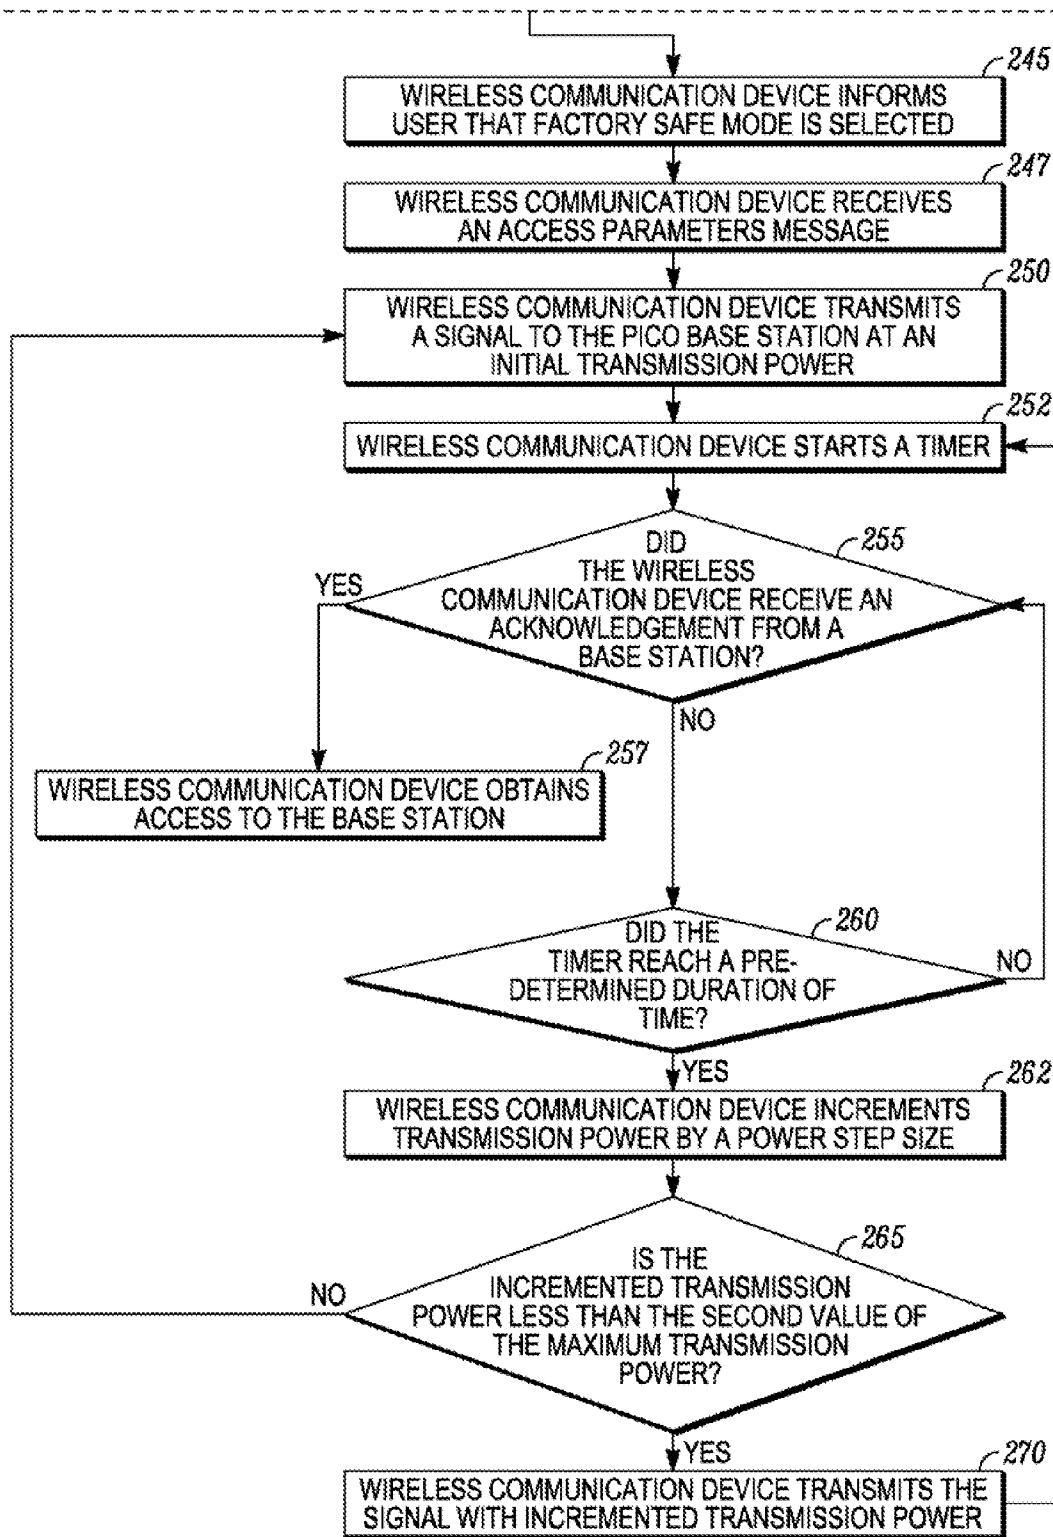 245
WIRELESS COMMUNICATION DEVICE INFORMS
USER THAT FACTORY SAFE MODE IS SELECTED
247
WIRELESS COMMUNICATION DEVICE RECEIVES
AN ACCESS PARAMETERS MESSAGE
250
WIRELESS COMMUNICATION DEVICE TRANSMITS
A SIGNAL TO THE PICO BASE STATION AT AN
INITIAL TRANSMISSION POWER
252
WIRELESS COMMUNICATION DEVICE STARTS A TIMER
255
DID
THE WIRELESS
COMMUNICATION DEVICE RECEIVE AN
ACKNOWLEDGEMENT FROM A
BASE STATION?
YES
NO
257
WIRELESS COMMUNICATION DEVICE OBTAINS
ACCESS TO THE BASE STATION
260
DID THE
TIMER REACH A PRE-
DETERMINED DURATION OF
TIME?
NO
YES
262
WIRELESS COMMUNICATION DEVICE INCREMENTS
TRANSMISSION POWER BY A POWER STEP SIZE
265
IS THE
INCREMENTED TRANSMISSION
POWER LESS THAN THE SECOND VALUE OF
THE MAXIMUM TRANSMISSION
POWER?
NO
YES
270
WIRELESS COMMUNICATION DEVICE TRANSMITS THE
SIGNAL WITH INCREMENTED TRANSMISSION POWER